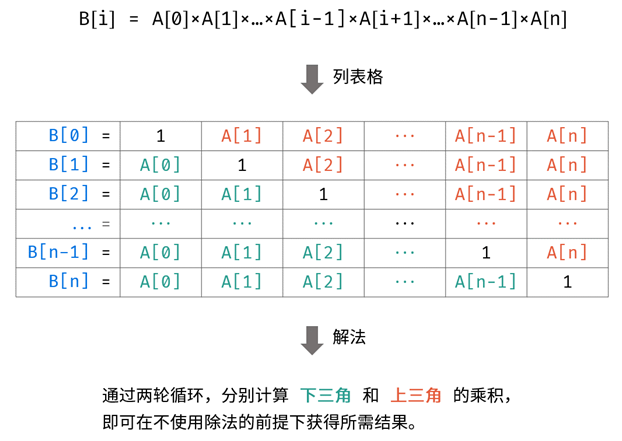 B[i] = A[0]×A[1]×…×A[i-1]×A[i+1]×…×A[n-1]×A[n]
列表格
B[0] = 1 A[1] A[2] ... A[n-1] A[n]
B[1] = A[0] 1 A[2] ... A[n-1] A[n]
B[2] = A[0] A[1] 1 ... A[n-1] A[n]
... = ... ... ... ... ... ...
B[n-1] = A[0] A[1] A[2] ... 1 A[n]
B[n] = A[0] A[1] A[2] ... A[n-1] 1
解法
通过两轮循环，分别计算 下三角 和 上三角 的乘积，
即可在不使用除法的前提下获得所需结果。